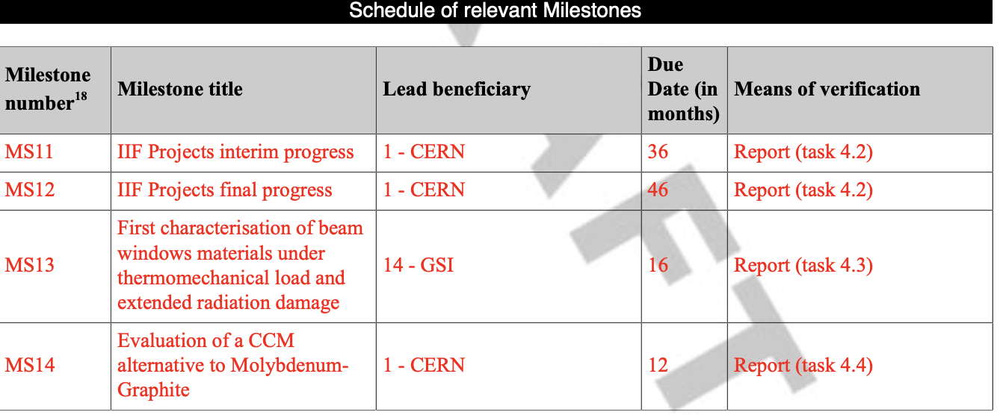 Schedule of relevant Milestones
Milestone number18
Milestone title
Lead beneficiary
Due Date (in months)
Means of verification
MS11
IIF Projects interim progress
1 - CERN
36
Report (task 4.2)
MS12
IIF Projects final progress
1 - CERN
46
Report (task 4.2)
MS13
First characterisation of beam
windows materials under
thermomechanical load and
extended radiation damage
14 - GSI
16
Report (task 4.3)
MS14
Evaluation of a CCM
alternative to Molybdenum-
Graphite
1 - CERN
12
Report (task 4.4)